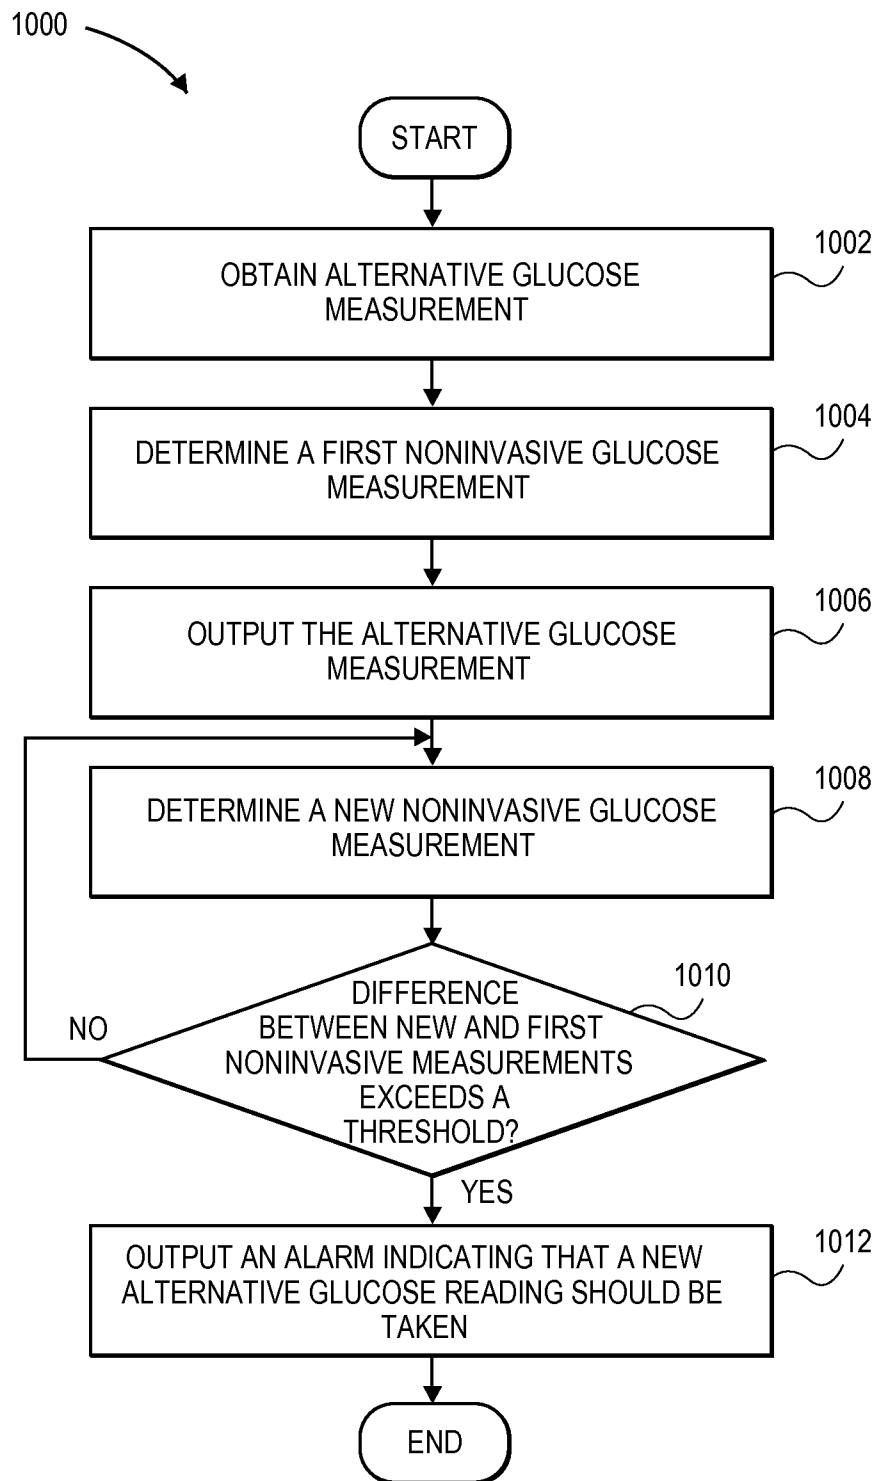 1000
START
1002
OBTAIN ALTERNATIVE GLUCOSE
MEASUREMENT
1004
DETERMINE A FIRST NONINVASIVE GLUCOSE
MEASUREMENT
1006
OUTPUT THE ALTERNATIVE GLUCOSE
MEASUREMENT
1008
DETERMINE A NEW NONINVASIVE GLUCOSE
MEASUREMENT
1010
DIFFERENCE
BETWEEN NEW AND FIRST
NONINVASIVE MEASUREMENTS
EXCEEDS A
THRESHOLD?
NO
YES
1012
OUTPUT AN ALARM INDICATING THAT A NEW
ALTERNATIVE GLUCOSE READING SHOULD BE
TAKEN
END